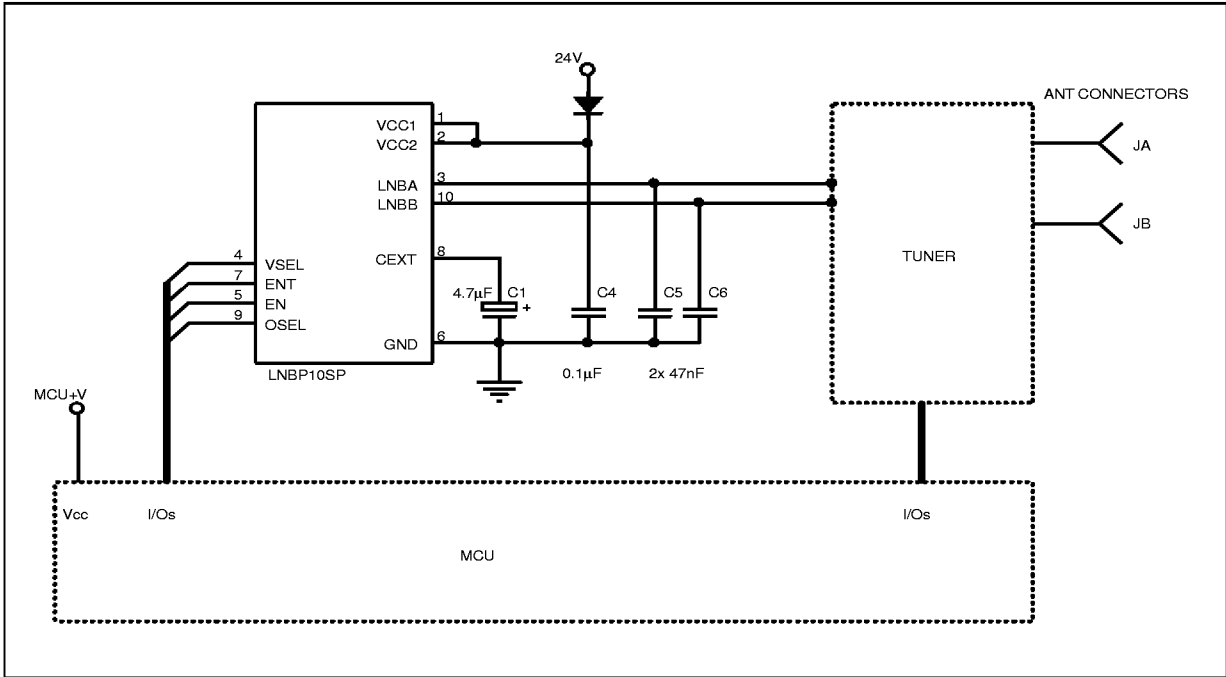 24V
ANT CONNECTORS
VCC1
1
VCC2
2
JA
LNBA
3
LNBB
10
JB
TUNER
4
VSEL
7
ENT
5
EN
9
OSEL
CEXT
8
4.7µF
C1
+
C4
C5
C6
GND
6
LNBP10SP
0.1µF
2x 47nF
MCU+V
Vcc
I/Os
I/Os
MCU